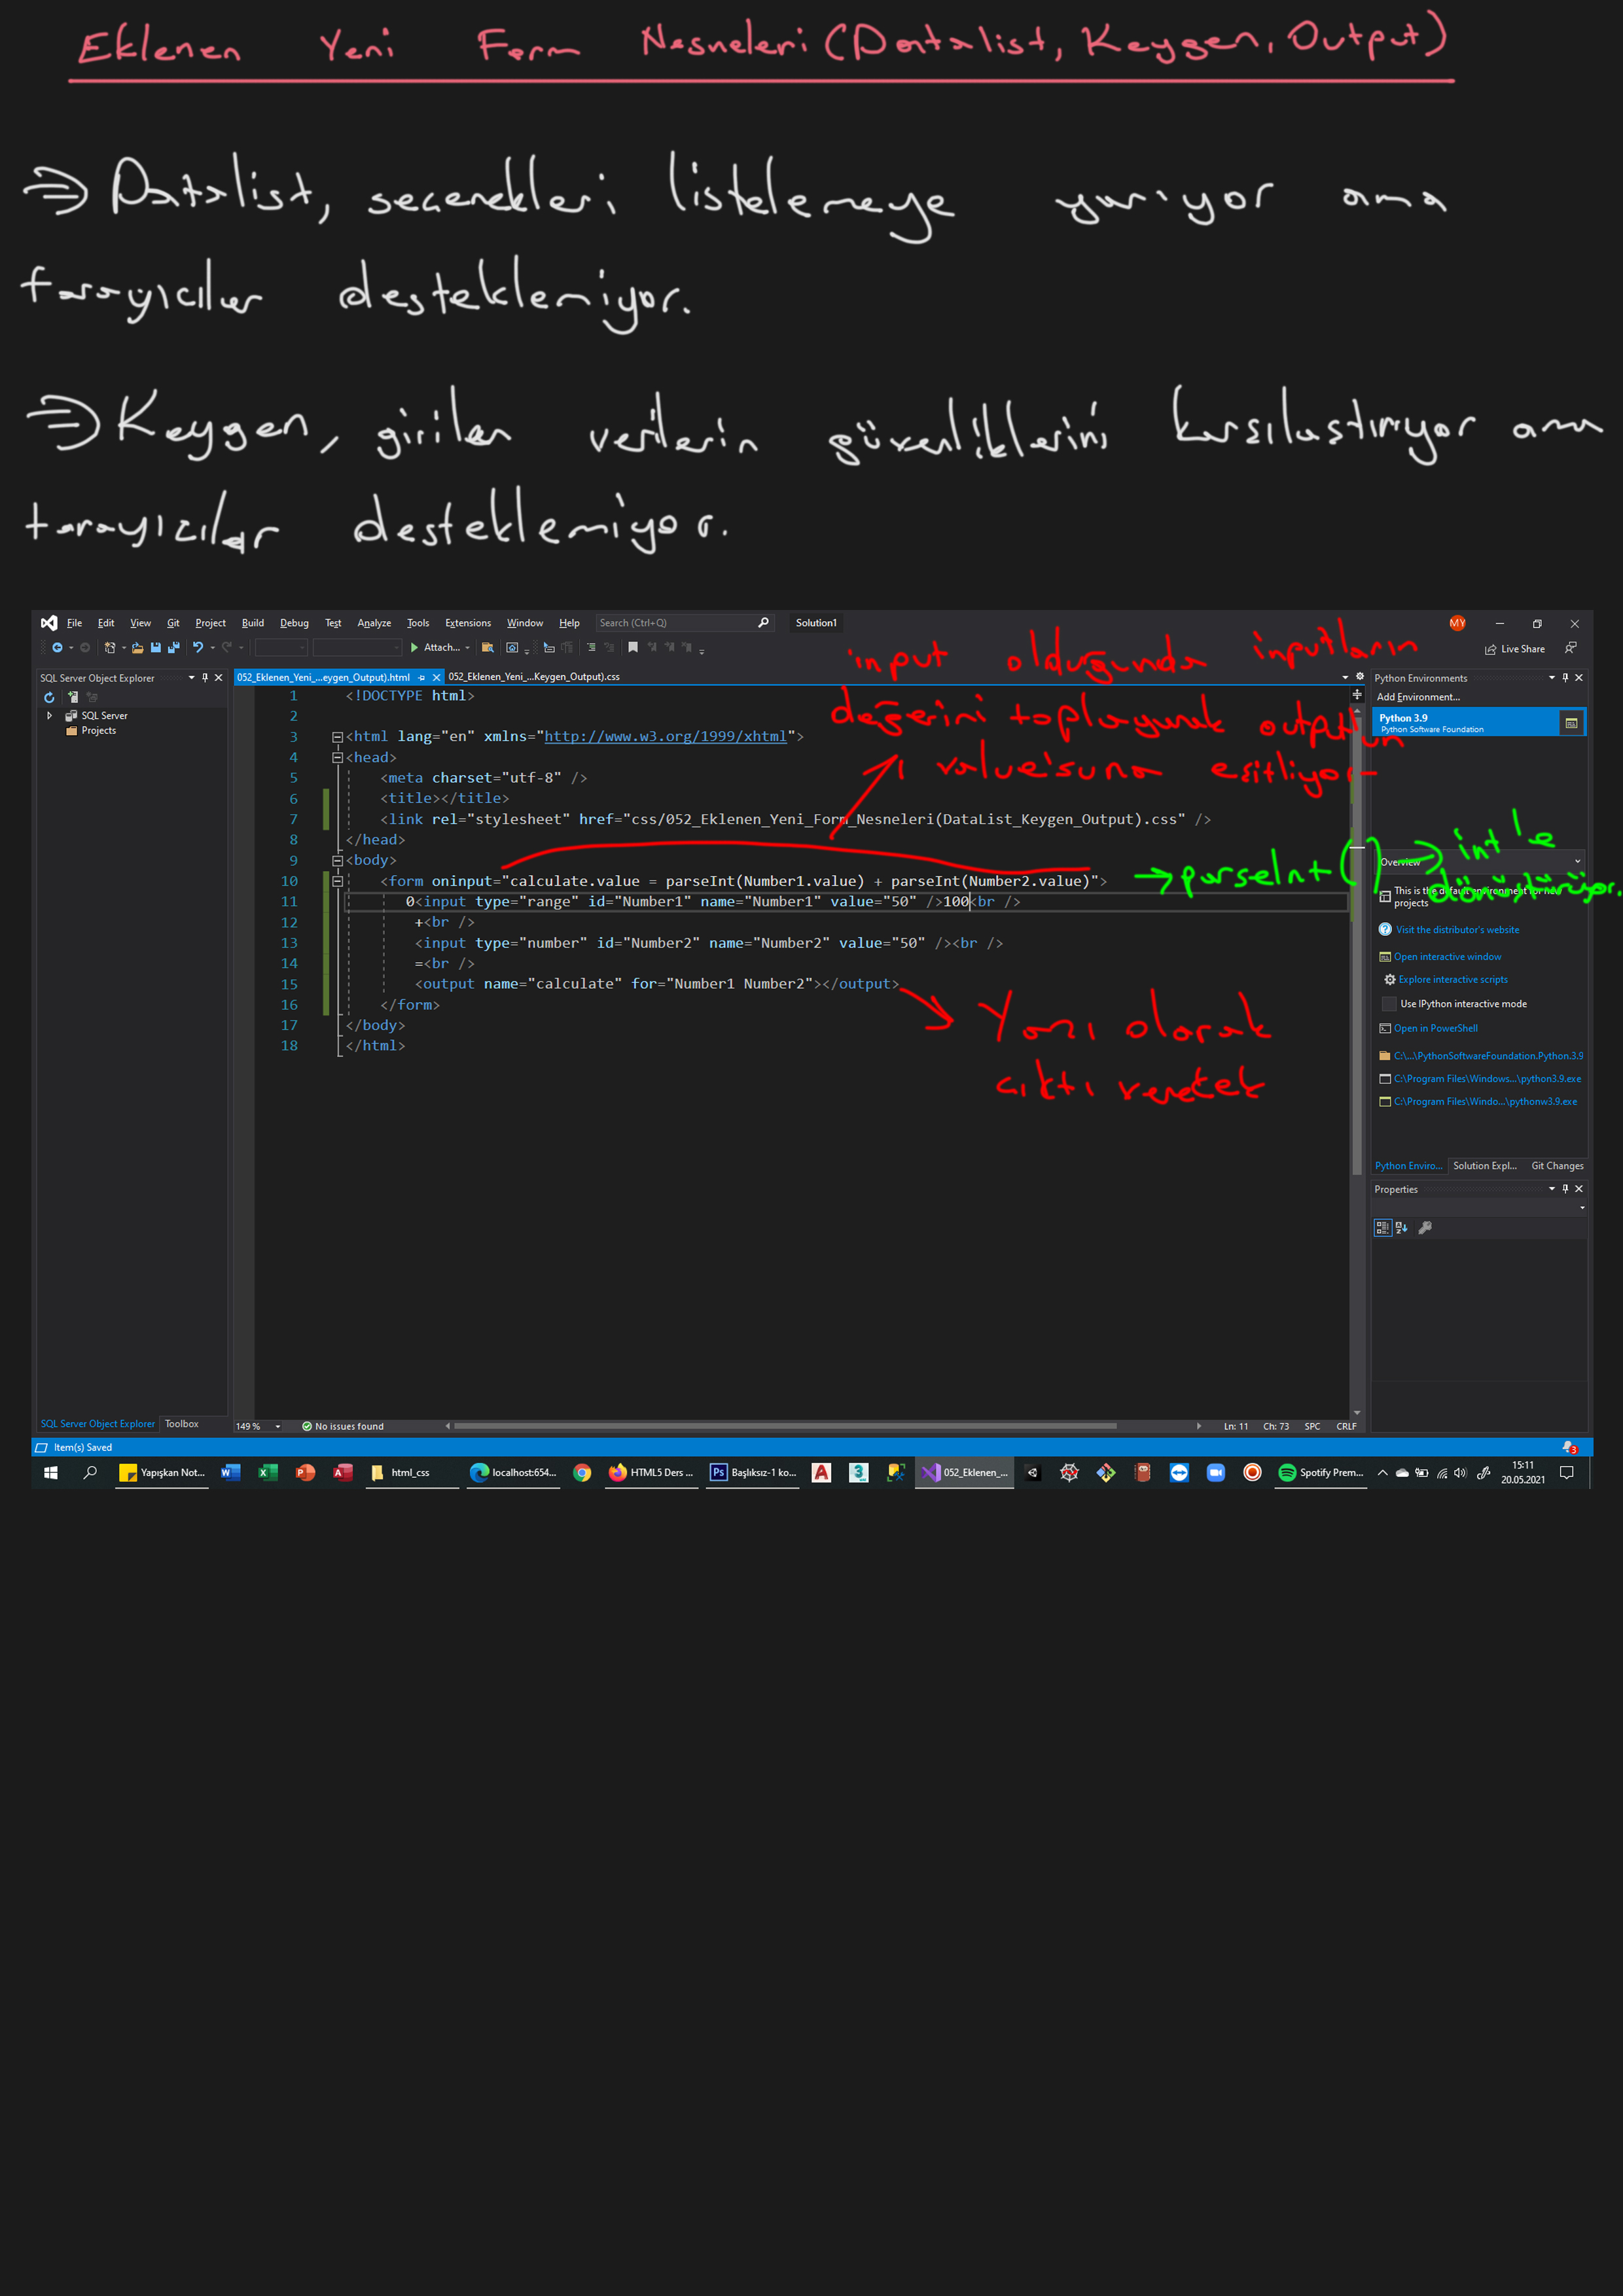 Eklenen Yeni Form Nesneleri (Datalist, Keygen, Output)
⇒ Datalist, secenekleri listelemeye yarıyor ama
tarayıcılar desteklemiyor.
⇒ Keygen, girilen verilerin güvenliklerini karsılastırıyor ama
tarayıcılar desteklemiyor.
File Edit View Git Project Build Debug Test Analyze Tools Extensions Window Help Search (Ctrl+Q) Solution1 MY
Attach... Live Share
input oldugunda inputların
değerini toplayarak outputun
value'suna esitliyor
SQL Server Object Explorer
SQL Server
Projects
052_Eklenen_Yeni_...eygen_Output).html 052_Eklenen_Yeni_...Keygen_Output).css
1 <!DOCTYPE html>
2
3 <html lang="en" xmlns="http://www.w3.org/1999/xhtml">
4 <head>
5 <meta charset="utf-8" />
6 <title></title>
7 <link rel="stylesheet" href="css/052_Eklenen_Yeni_Form_Nesneleri(DataList_Keygen_Output).css" />
8 </head>
9 <body>
10 <form oninput="calculate.value = parseInt(Number1.value) + parseInt(Number2.value)">
11 0<input type="range" id="Number1" name="Number1" value="50" />100<br />
12 +<br />
13 <input type="number" id="Number2" name="Number2" value="50" /><br />
14 =<br />
15 <output name="calculate" for="Number1 Number2"></output>
16 </form>
17 </body>
18 </html>
→ parseInt() → int'le
dönüştürüyor.
Yani olarak
cıktı verecek
Python Environments
Add Environment...
Python 3.9
Python Software Foundation
Overview
This is the default environment for new
projects
Visit the distributor's website
Open interactive window
Explore interactive scripts
Use IPython interactive mode
Open in PowerShell
C:\...\PythonSoftwareFoundation.Python.3.9
C:\Program Files\Windows...\python3.9.exe
C:\Program Files\Windo...\pythonw3.9.exe
Python Enviro... Solution Expl... Git Changes
Properties
SQL Server Object Explorer Toolbox
149 % No issues found Ln: 11 Ch: 73 SPC CRLF
Item(s) Saved 3
Yapışkan Not... html_css localhost:654... HTML5 Ders ... Başlıksız-1 ko... 052_Eklenen_... Spotify Prem... 15:11
20.05.2021